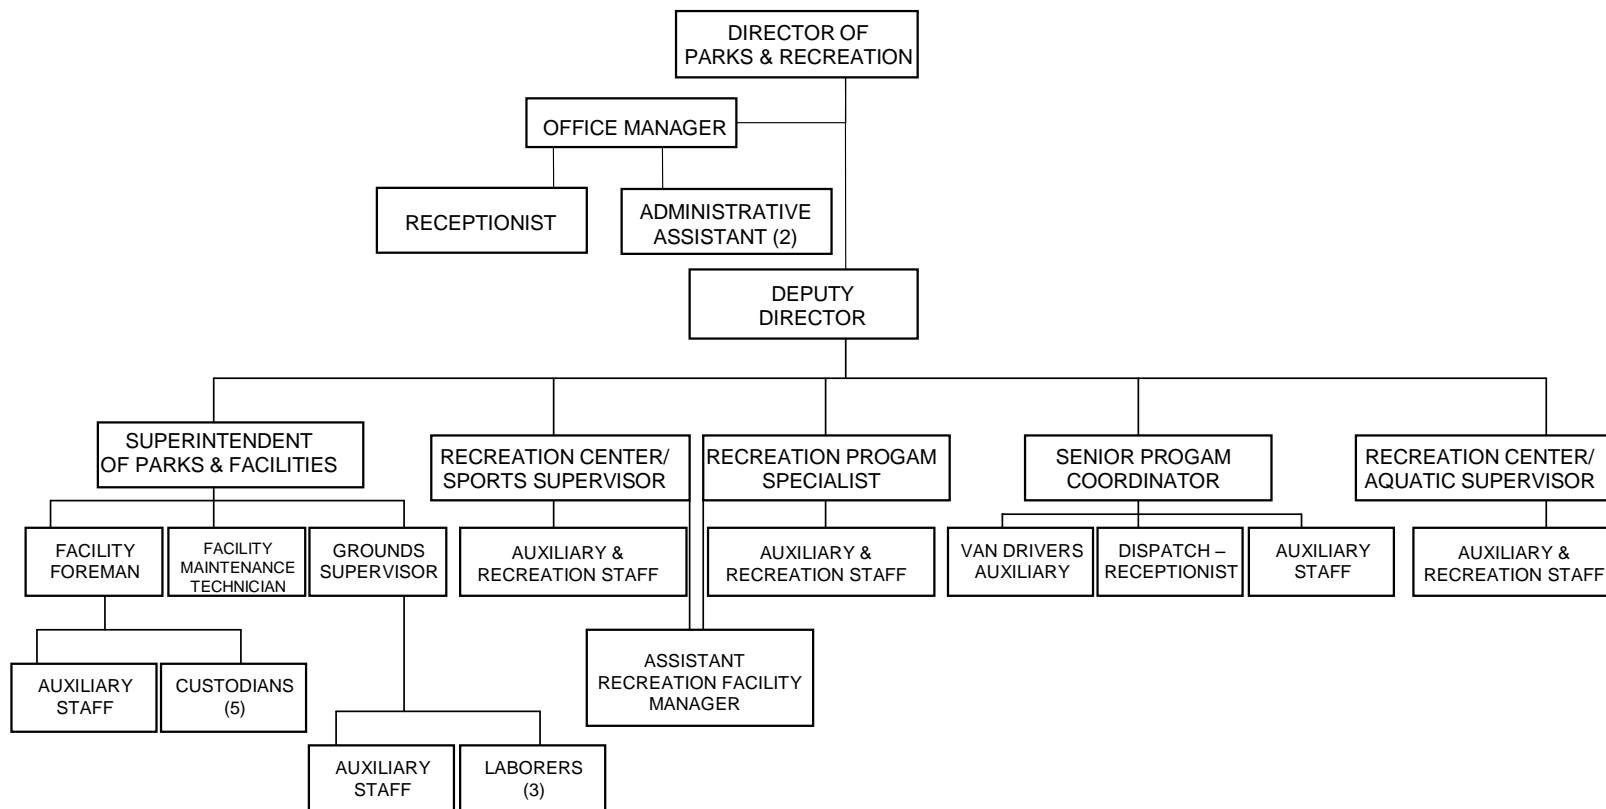 DIRECTOR OF
PARKS & RECREATION
OFFICE MANAGER
RECEPTIONIST
ADMINISTRATIVE
ASSISTANT (2)
DEPUTY
DIRECTOR
SUPERINTENDENT
OF PARKS & FACILITIES
RECREATION CENTER/
SPORTS SUPERVISOR
RECREATION PROGAM
SPECIALIST
SENIOR PROGAM
COORDINATOR
RECREATION CENTER/
AQUATIC SUPERVISOR
FACILITY
FOREMAN
FACILITY
MAINTENANCE
TECHNICIAN
GROUNDS
SUPERVISOR
AUXILIARY &
RECREATION STAFF
AUXILIARY &
RECREATION STAFF
VAN DRIVERS
AUXILIARY
DISPATCH –
RECEPTIONIST
AUXILIARY
STAFF
AUXILIARY &
RECREATION STAFF
AUXILIARY
STAFF
CUSTODIANS
(5)
ASSISTANT
RECREATION FACILITY
MANAGER
AUXILIARY
STAFF
LABORERS
(3)